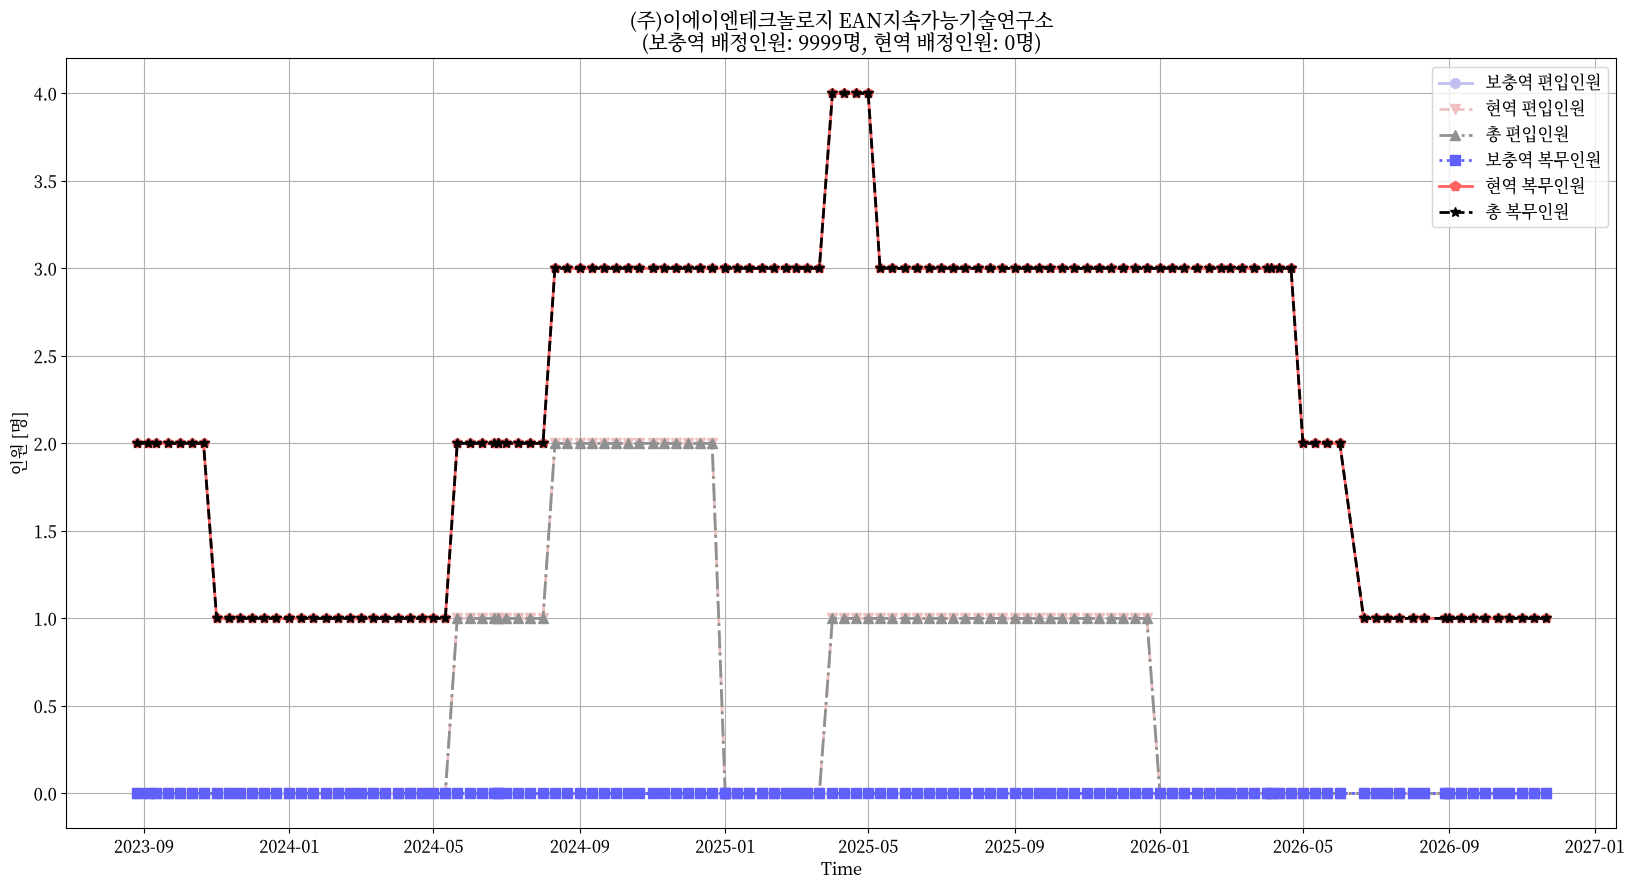 (주)이에이엔테크놀로지 EAN지속가능기술연구소
(보충역 배정인원: 9999명, 현역 배정인원: 0명)
보충역 편입인원
현역 편입인원
총 편입인원
보충역 복무인원
현역 복무인원
총 복무인원
인원 [명]
4.0
3.5
3.0
2.5
2.0
1.5
1.0
0.5
0.0
2023-09
2024-01
2024-05
2024-09
2025-01
2025-05
2025-09
2026-01
2026-05
2026-09
2027-01
Time